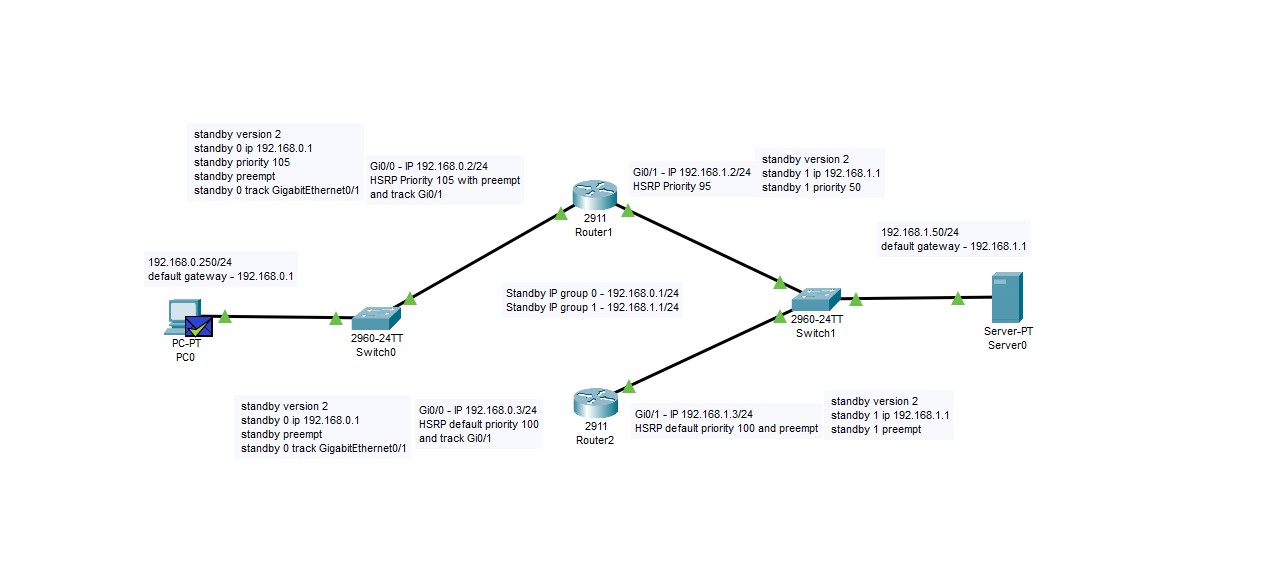 standby version 2
standby 0 ip 192.168.0.1
standby priority 105
standby preempt
standby 0 track GigabitEthernet0/1
Gi0/0 - IP 192.168.0.2/24
HSRP Priority 105 with preempt
and track Gi0/1
Gi0/1 - IP 192.168.1.2/24
HSRP Priority 95
standby version 2
standby 1 ip 192.168.1.1
standby 1 priority 50
2911
Router1
192.168.1.50/24
default gateway - 192.168.1.1
192.168.0.250/24
default gateway - 192.168.0.1
Standby IP group 0 - 192.168.0.1/24
Standby IP group 1 - 192.168.1.1/24
PC-PT
PC0
2960-24TT
Switch0
2960-24TT
Switch1
Server-PT
Server0
standby version 2
standby 0 ip 192.168.0.1
standby preempt
standby 0 track GigabitEthernet0/1
Gi0/0 - IP 192.168.0.3/24
HSRP default priority 100
and track Gi0/1
2911
Router2
Gi0/1 - IP 192.168.1.3/24
HSRP default priority 100 and preempt
standby version 2
standby 1 ip 192.168.1.1
standby 1 preempt